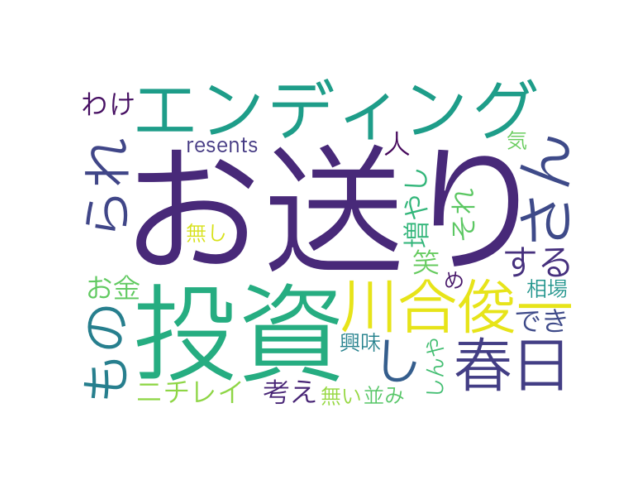 わけ
エンディング
resents
人
気
られ
お送り
さん
無し
増やし
それ
笑
する
め
お金
投資
川合俊一
相場
でき
もの
興味
し
しんや
春日
ニチレイ
考え
無い
並み